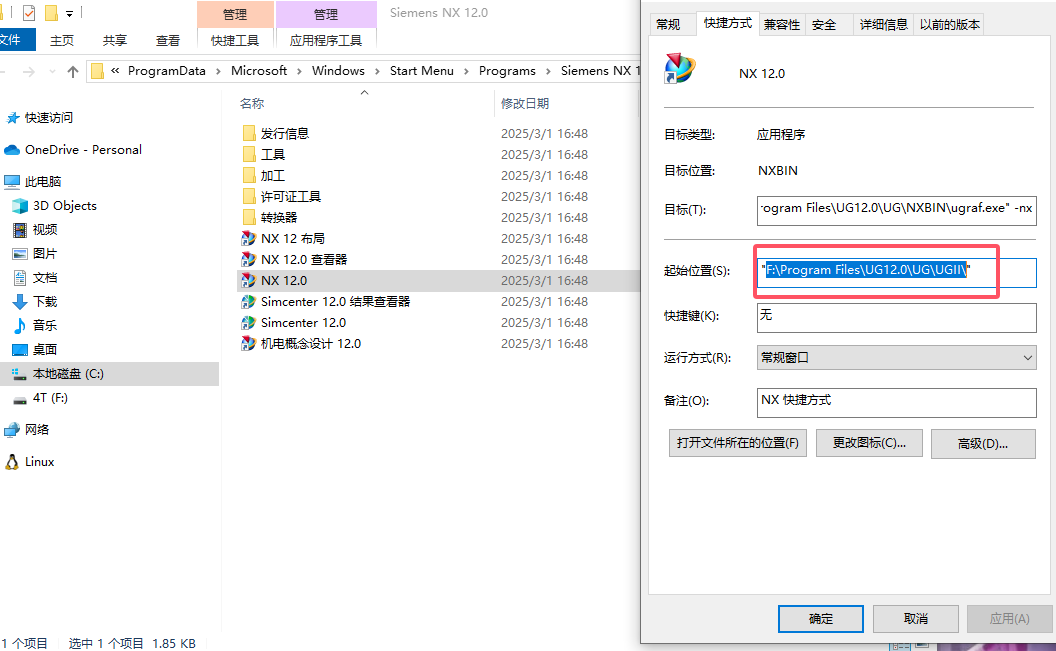 管理
管理
Siemens NX 12.0
文件
主页
共享
查看
快捷工具
应用程序工具
« ProgramData › Microsoft › Windows › Start Menu › Programs › Siemens NX 1
快速访问
OneDrive - Personal
此电脑
3D Objects
视频
图片
文档
下载
音乐
桌面
本地磁盘 (C:)
4T (F:)
网络
Linux
名称 修改日期
发行信息 2025/3/1 16:48
工具 2025/3/1 16:48
加工 2025/3/1 16:48
许可证工具 2025/3/1 16:48
转换器 2025/3/1 16:48
NX 12 布局 2025/3/1 16:48
NX 12.0 查看器 2025/3/1 16:48
NX 12.0 2025/3/1 16:48
Simcenter 12.0 结果查看器 2025/3/1 16:48
Simcenter 12.0 2025/3/1 16:48
机电概念设计 12.0 2025/3/1 16:48
1 个项目 选中 1 个项目 1.85 KB
常规 快捷方式 兼容性 安全 详细信息 以前的版本
NX 12.0
目标类型: 应用程序
目标位置: NXBIN
目标(T): rogram Files\UG12.0\UG\NXBIN\ugraf.exe" -nx
起始位置(S): "F:\Program Files\UG12.0\UG\UGII\"
快捷键(K): 无
运行方式(R): 常规窗口
备注(O): NX 快捷方式
打开文件所在的位置(F) 更改图标(C)... 高级(D)...
确定 取消 应用(A)